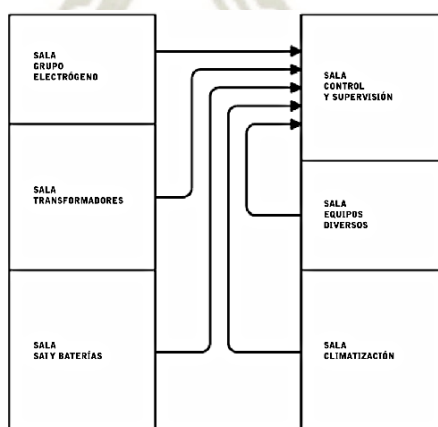 SALA
GRUPO
ELECTRÓGENO
SALA
TRANSFORMADORES
SALA
SAI Y BATERÍAS
SALA
CONTROL
Y SUPERVISIÓN
SALA
EQUIPOS
DIVERSOS
SALA
CLIMATIZACIÓN